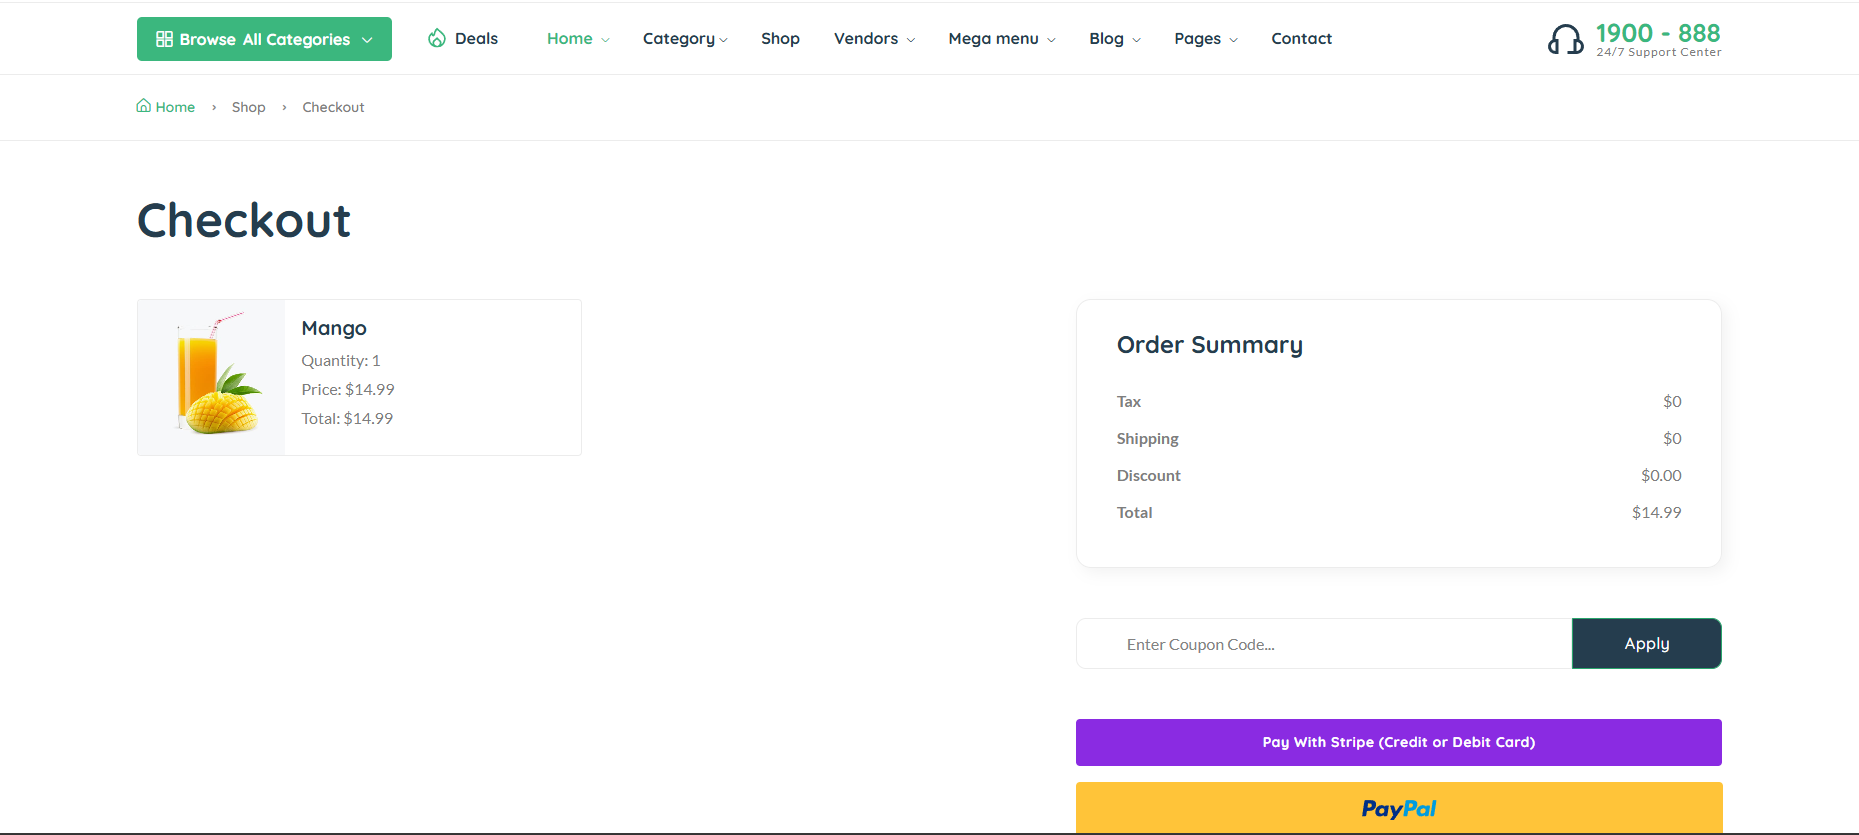 Browse All Categories
Deals
Home
Category
Shop
Vendors
Mega menu
Blog
Pages
Contact
1900 - 888
24/7 Support Center
Home › Shop › Checkout
Checkout
Mango
Quantity: 1
Price: $14.99
Total: $14.99
Order Summary
Tax $0
Shipping $0
Discount $0.00
Total $14.99
Enter Coupon Code...
Apply
Pay With Stripe (Credit or Debit Card)
PayPal